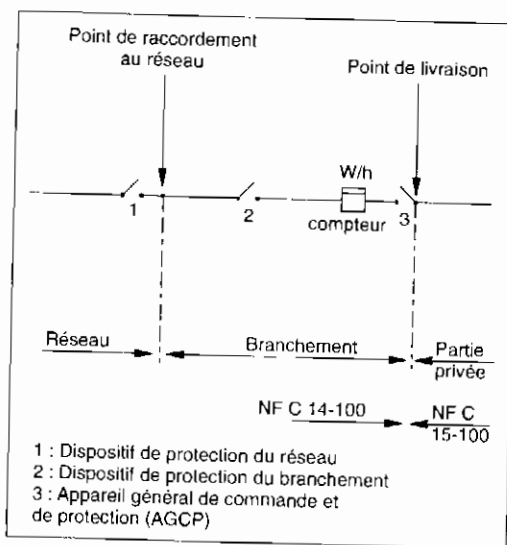 Point de raccordement
au réseau
Point de livraison
W/h
1
2
compteur
3
Réseau
Branchement
Partie
privée
NF C 14-100
NF C
15-100
1 : Dispositif de protection du réseau
2 : Dispositif de protection du branchement
3 : Appareil général de commande et
de protection (AGCP)